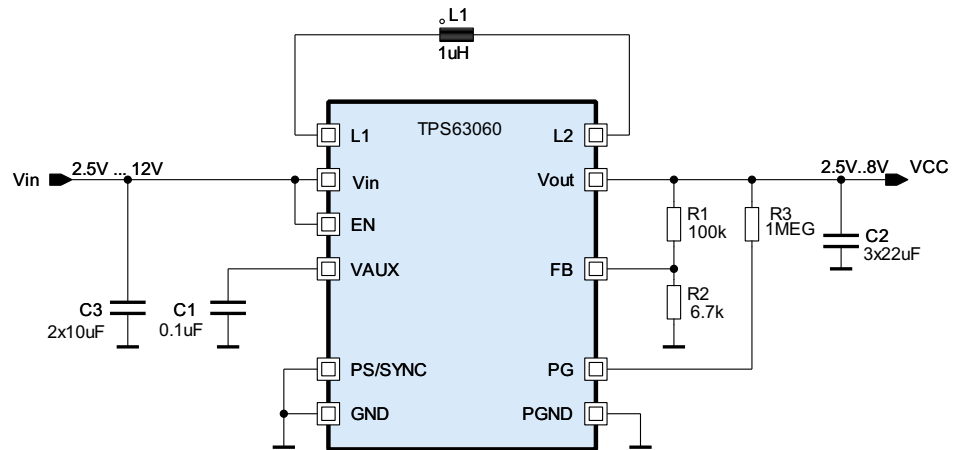 L1
1uH
TPS63060
L1
L2
Vin
2.5V ... 12V
Vin
Vout
2.5V..8V
VCC
EN
R1
100k
R3
1MEG
C2
3x22uF
VAUX
FB
C3
2x10uF
C1
0.1uF
R2
6.7k
PS/SYNC
PG
GND
PGND